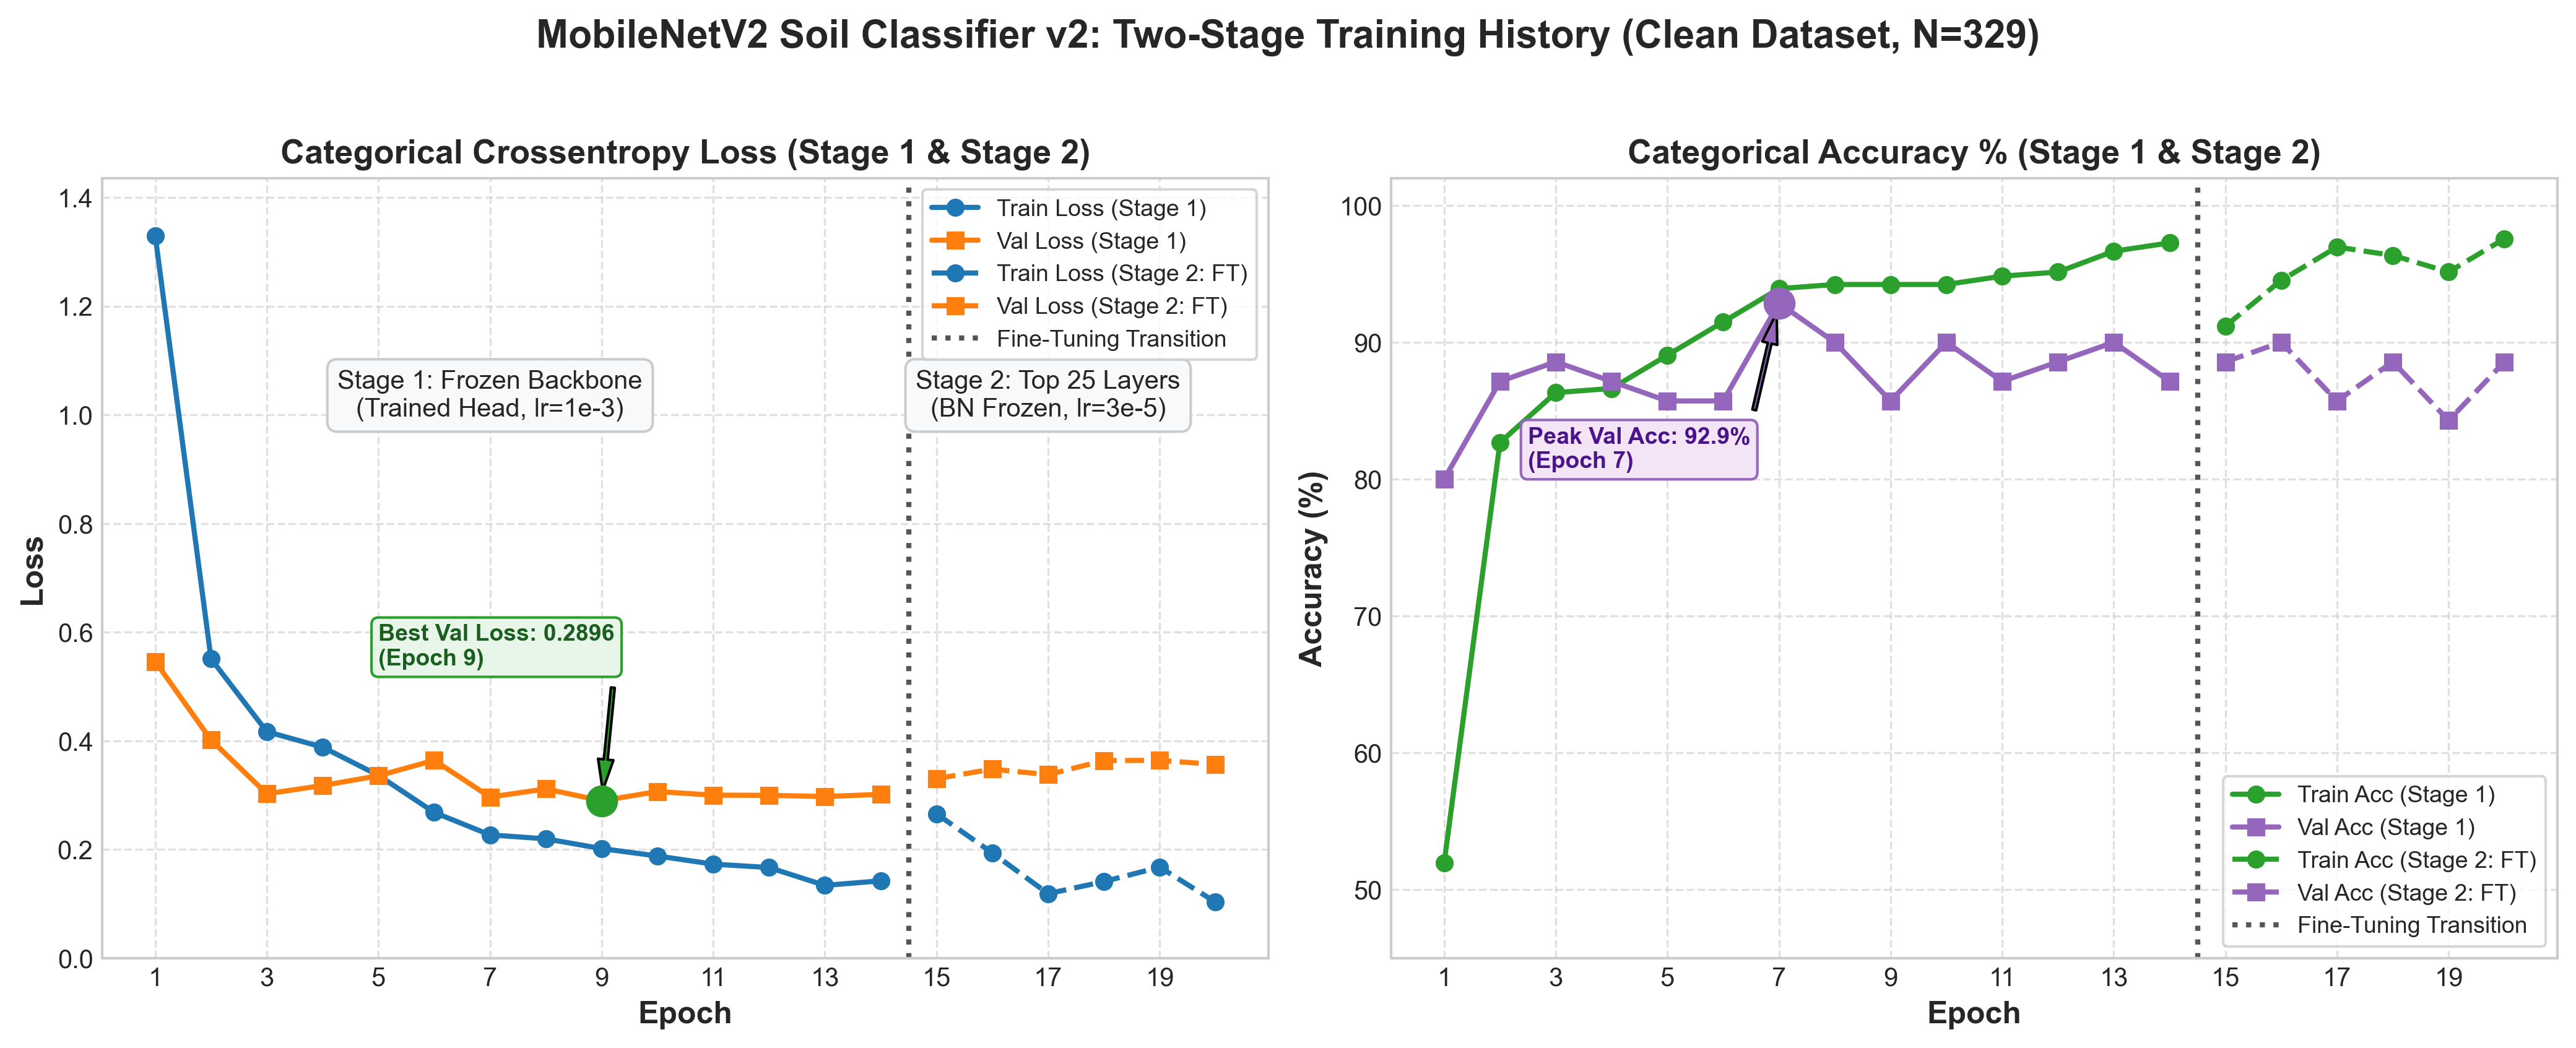 MobileNetV2 Soil Classifier v2: Two-Stage Training History (Clean Dataset, N=329)
Categorical Crossentropy Loss (Stage 1 & Stage 2)
1.4
1.2
1.0
0.8
0.6
0.4
0.2
0.0
Loss
Train Loss (Stage 1)
Val Loss (Stage 1)
Train Loss (Stage 2: FT)
Val Loss (Stage 2: FT)
Fine-Tuning Transition
Stage 1: Frozen Backbone
(Trained Head, lr=1e-3)
Stage 2: Top 25 Layers
(BN Frozen, lr=3e-5)
Best Val Loss: 0.2896
(Epoch 9)
1 3 5 7 9 11 13 15 17 19
Epoch
Categorical Accuracy % (Stage 1 & Stage 2)
100
90
80
70
60
50
Accuracy (%)
Peak Val Acc: 92.9%
(Epoch 7)
Train Acc (Stage 1)
Val Acc (Stage 1)
Train Acc (Stage 2: FT)
Val Acc (Stage 2: FT)
Fine-Tuning Transition
1 3 5 7 9 11 13 15 17 19
Epoch